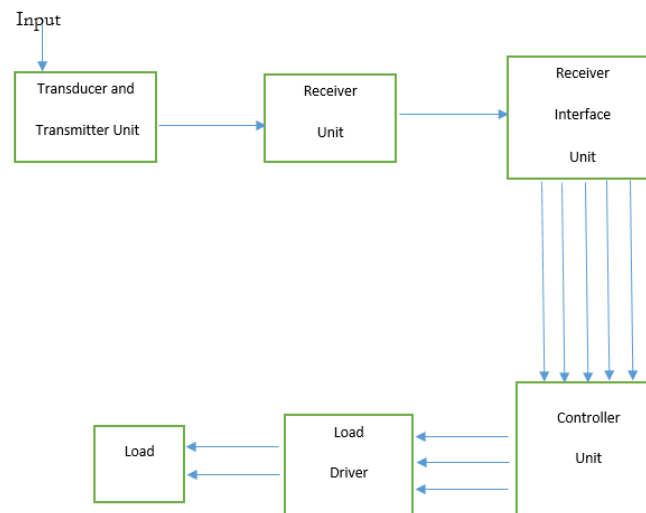 Input
Transducer and
Transmitter Unit
Receiver
Unit
Receiver
Interface
Unit
Controller
Unit
Load
Driver
Load